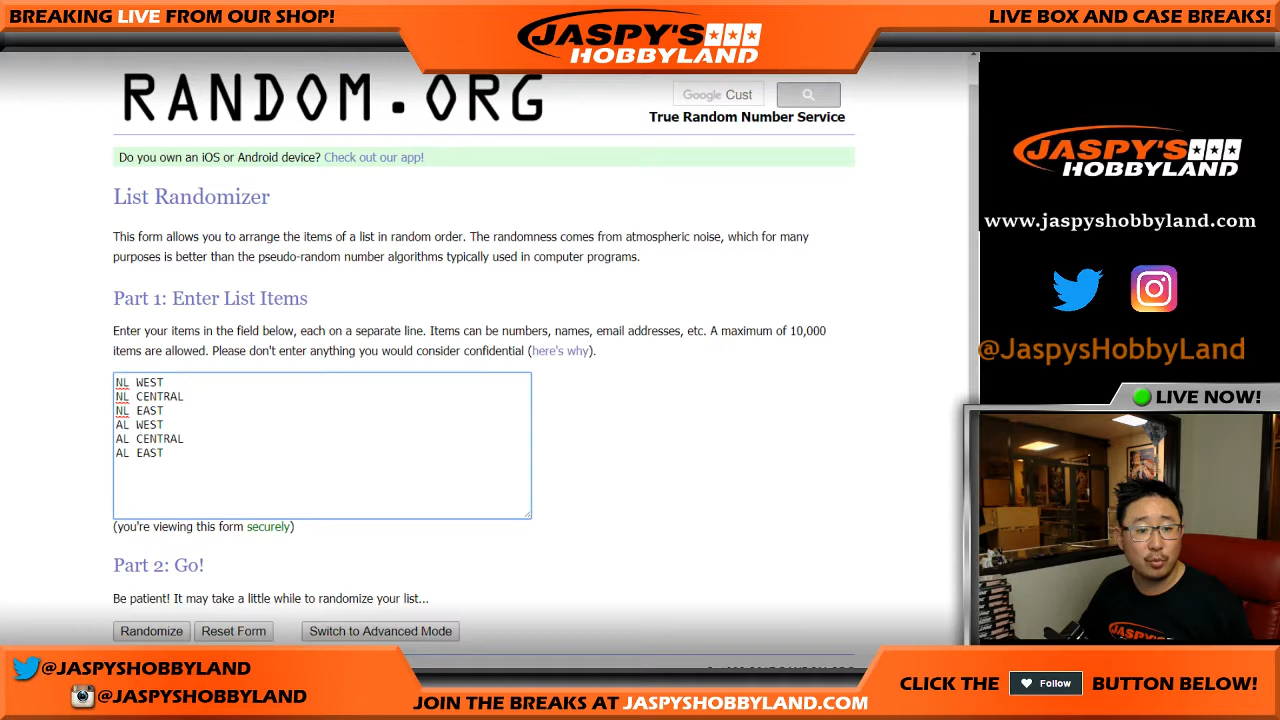 BREAKING LIVE FROM OUR SHOP!
JASPY'S
HOBBYLAND
LIVE BOX AND CASE BREAKS!
RANDOM.ORG
Google Cust
True Random Number Service
Do you own an iOS or Android device? Check out our app!
List Randomizer
This form allows you to arrange the items of a list in random order. The randomness comes from atmospheric noise, which for many
purposes is better than the pseudo-random number algorithms typically used in computer programs.
Part 1: Enter List Items
Enter your items in the field below, each on a separate line. Items can be numbers, names, email addresses, etc. A maximum of 10,000
items are allowed. Please don't enter anything you would consider confidential (here's why).
NL WEST
NL CENTRAL
NL EAST
AL WEST
AL CENTRAL
AL EAST
(you're viewing this form securely)
Part 2: Go!
Be patient! It may take a little while to randomize your list...
Randomize
Reset Form
Switch to Advanced Mode
JASPY'S
HOBBYLAND
www.jaspyshobbyland.com
@JaspysHobbyLand
LIVE NOW!
@JASPYSHOBBYLAND
@JASPYSHOBBYLAND
JOIN THE BREAKS AT JASPYSHOBBYLAND.COM
CLICK THE
Follow
BUTTON BELOW!